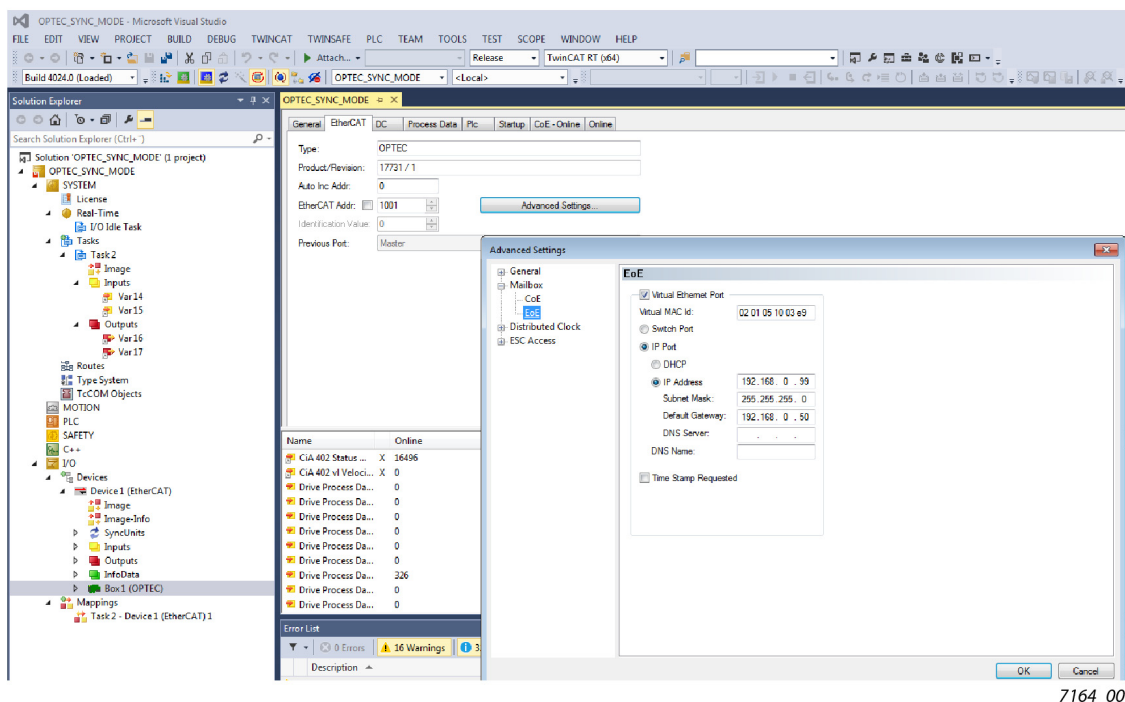 OPTEC_SYNC_MODE - Microsoft Visual Studio
FILE EDIT VIEW PROJECT BUILD DEBUG TWINCAT TWINSAFE PLC TEAM TOOLS TEST SCOPE WINDOW HELP
Attach... Release TwinCAT RT (x64)
Build 4024.0 (Loaded) OPTEC_SYNC_MODE <Local>
Solution Explorer
Search Solution Explorer (Ctrl+¨)
Solution 'OPTEC_SYNC_MODE' (1 project)
OPTEC_SYNC_MODE
SYSTEM
License
Real-Time
I/O Idle Task
Tasks
Task 2
Image
Inputs
Var 14
Var 15
Outputs
Var 16
Var 17
Routes
Type System
TcCOM Objects
MOTION
PLC
SAFETY
C++
I/O
Devices
Device 1 (EtherCAT)
Image
Image-Info
SyncUnits
Inputs
Outputs
InfoData
Box 1 (OPTEC)
Mappings
Task 2 - Device 1 (EtherCAT) 1
OPTEC_SYNC_MODE
General EtherCAT DC Process Data Plc Startup CoE - Online Online
Type: OPTEC
Product/Revision: 17731 / 1
Auto Inc Addr: 0
EtherCAT Addr: 1001 Advanced Settings...
Identification Value: 0
Previous Port: Master
Name Online
CiA 402 Status ... X 16496
CiA 402 vl Veloci... X 0
Drive Process Da... 0
Drive Process Da... 0
Drive Process Da... 0
Drive Process Da... 0
Drive Process Da... 0
Drive Process Da... 0
Drive Process Da... 326
Drive Process Da... 0
Drive Process Da... 0
Error List
0 Errors 16 Warnings 3
Description
Advanced Settings
General
Mailbox
CoE
EoE
Distributed Clock
ESC Access
EoE
Virtual Ethernet Port
Virtual MAC Id: 02 01 05 10 03 e9
Switch Port
IP Port
DHCP
IP Address 192.168. 0 . 99
Subnet Mask: 255.255.255. 0
Default Gateway: 192.168. 0 . 50
DNS Server: . . .
DNS Name:
Time Stamp Requested
OK Cancel
7164_00